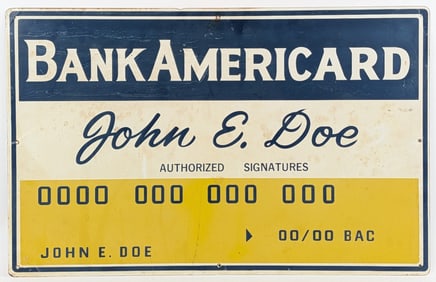 BANKAMERICARD
John E. Doe
AUTHORIZED SIGNATURES
0000 000 000 000
00/00 BAC
JOHN E. DOE